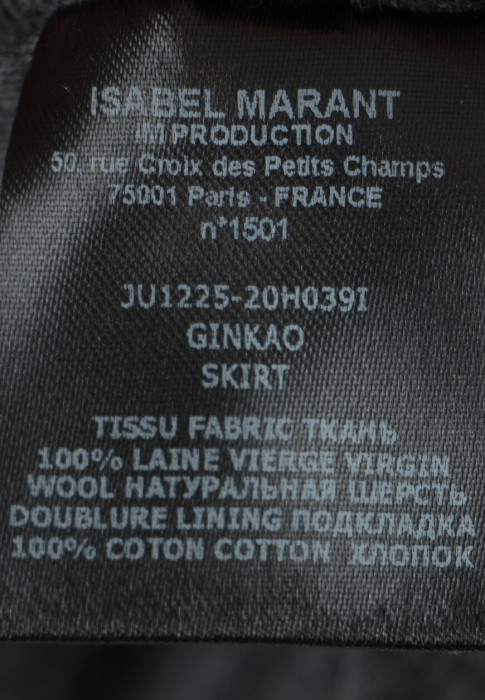 ISABEL MARANT
IM PRODUCTION
50, rue Croix des Petits Champs
75001 Paris - FRANCE
n°1501
JU1225-20H039I
GINKAO
SKIRT
TISSU FABRIC ТКАНЬ
100% LAINE VIERGE VIRGIN
WOOL НАТУРАЛЬНАЯ ШЕРСТЬ
DOUBLURE LINING ПОДКЛАДКА
100% COTON COTTON ХЛОПОК